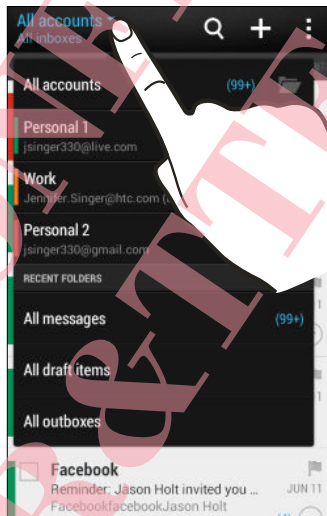 All accounts
All inboxes
All accounts (99+)
Personal 1
jsinger330@live.com
Work
Jennifer.Singer@htc.com
Personal 2
jsinger330@gmail.com
RECENT FOLDERS
All messages (99+)
All draft items
All outboxes
Facebook
Reminder: Jason Holt invited you ... JUN 11
FacebookfacebookJason Holt